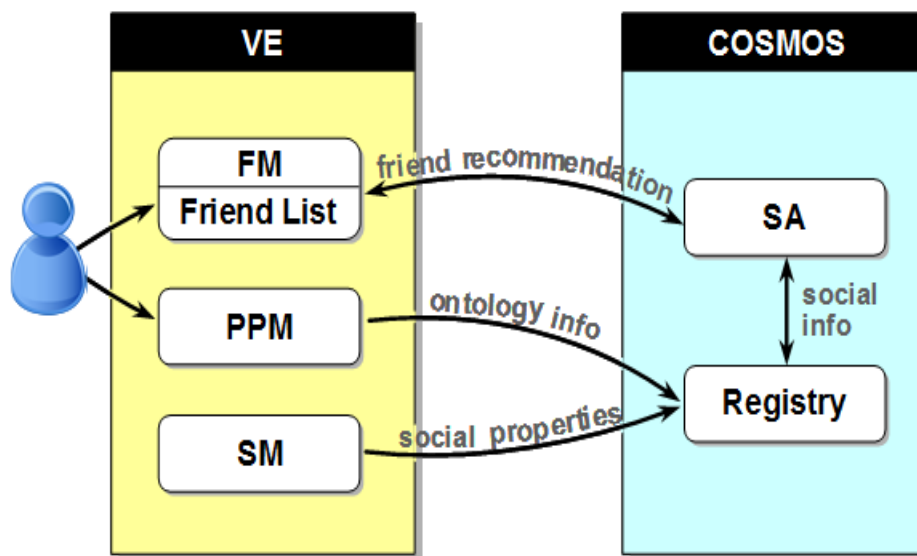 VE
COSMOS
FM
Friend List
friend recommendation
SA
PPM
ontology info
social
info
Registry
SM
social properties